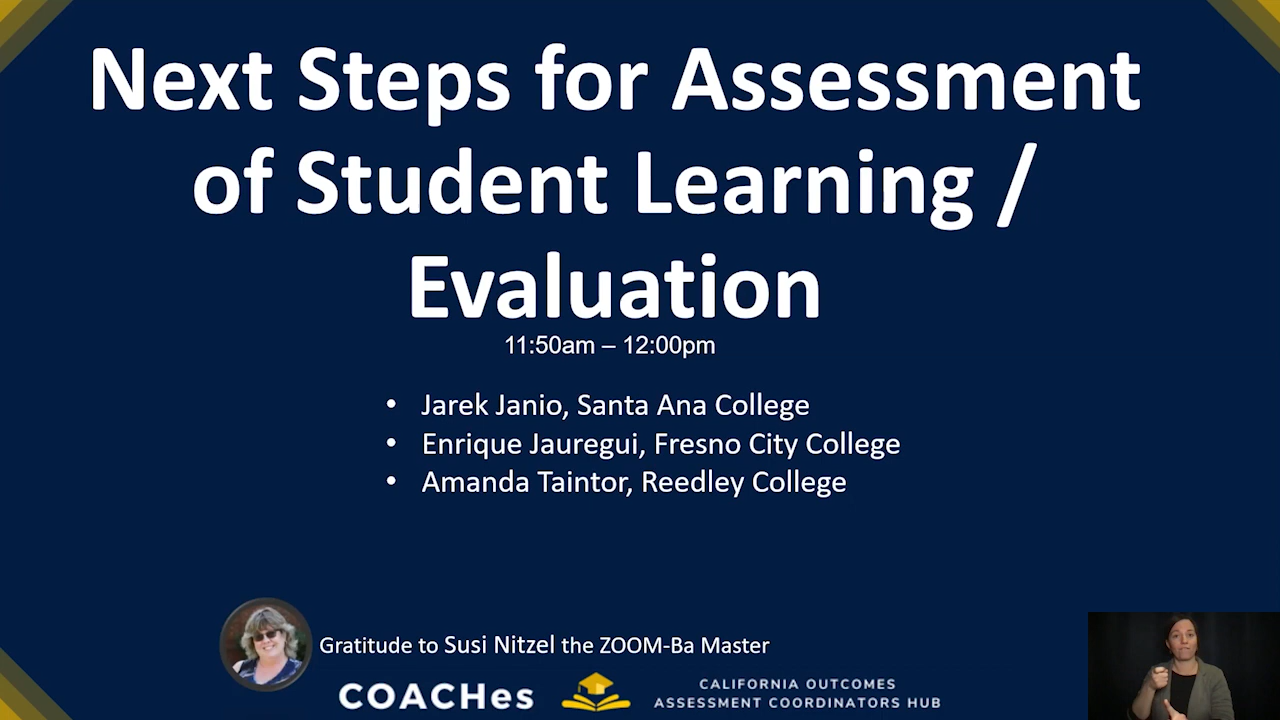 Next Steps for Assessment
of Student Learning /
Evaluation
11:50am – 12:00pm
• Jarek Janio, Santa Ana College
• Enrique Jauregui, Fresno City College
• Amanda Taintor, Reedley College
Gratitude to Susi Nitzel the ZOOM-Ba Master
COACHes
CALIFORNIA OUTCOMES
ASSESSMENT COORDINATORS HUB